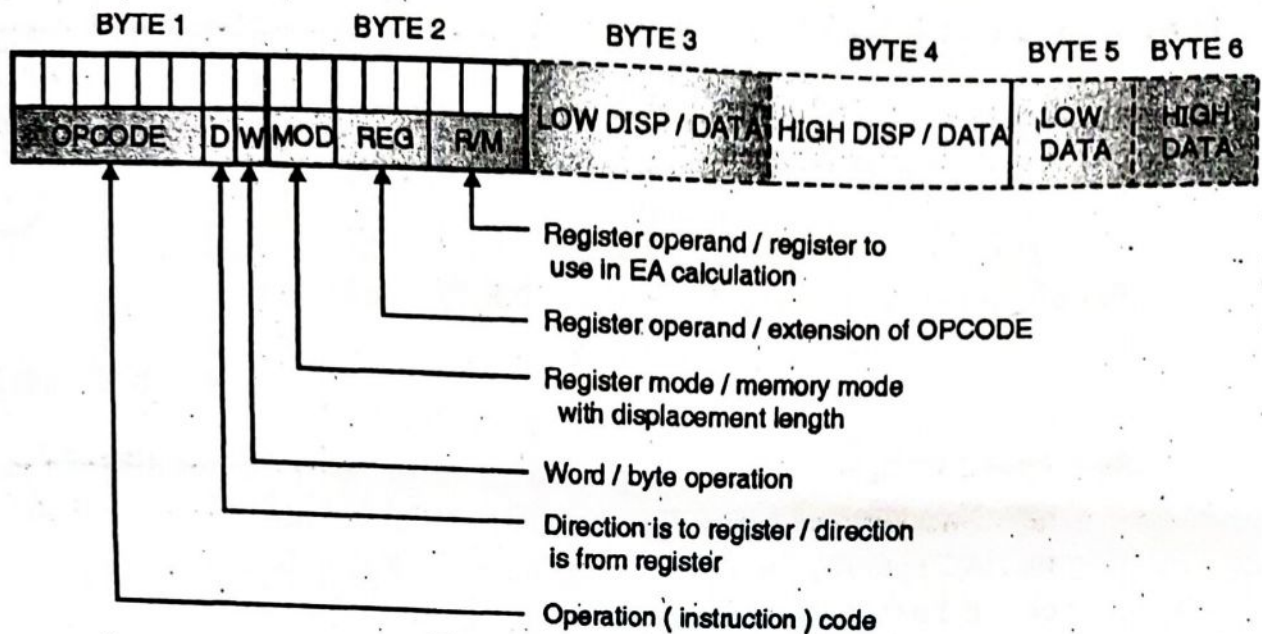 BYTE 1 BYTE 2 BYTE 3 BYTE 4 BYTE 5 BYTE 6
OPCODE D W MOD REG R/M LOW DISP / DATA HIGH DISP / DATA LOW DATA HIGH DATA
Register operand / register to
use in EA calculation
Register operand / extension of OPCODE
Register mode / memory mode
with displacement length
Word / byte operation
Direction is to register / direction
is from register
Operation ( instruction ) code